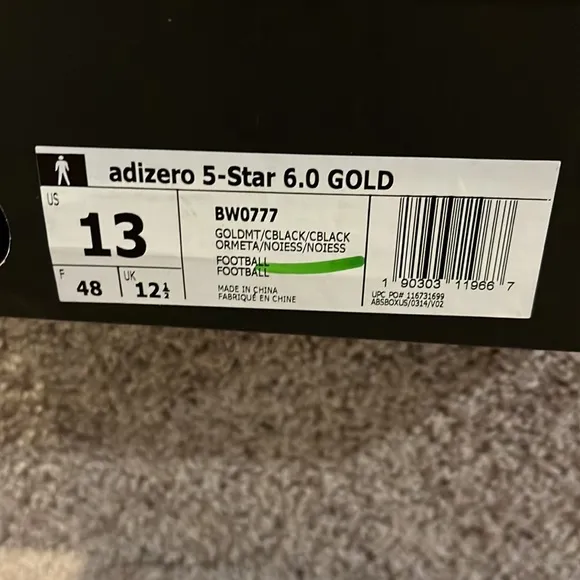 adizero 5-Star 6.0 GOLD
US
13
F
48
UK
12½
BW0777
GOLDMT/CBLACK/CBLACK
ORMETA/NOIESS/NOIESS
FOOTBALL
FOOTBALL
MADE IN CHINA
FABRIQUÉ EN CHINE
1 90303 11966 7
UPC PO# 116731699
ABSBOXUS/0314/V02